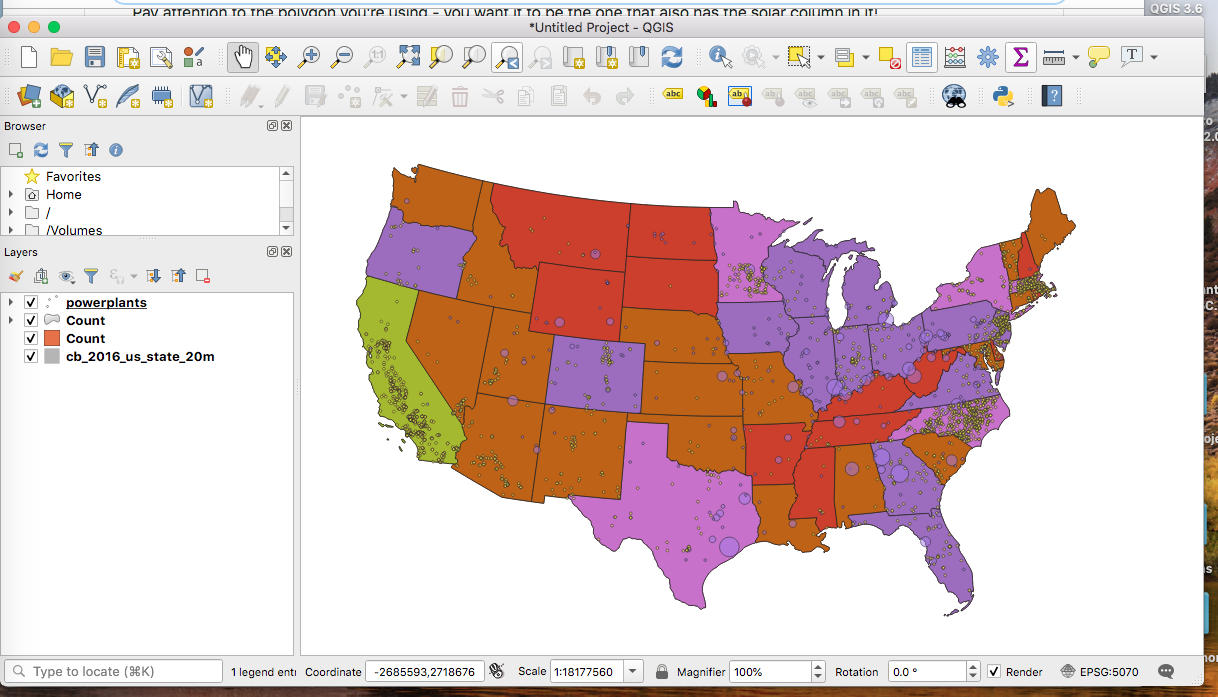 Pay attention to the polygon you're using - you want it to be the one that also has the solar column in it!
QGIS 3.6
*Untitled Project - QGIS
Browser
Favorites
Home
/
/Volumes
Layers
powerplants
Count
Count
cb_2016_us_state_20m
Type to locate (⌘K)
1 legend entr
Coordinate
-2685593,2718676
Scale
1:18177560
Magnifier
100%
Rotation
0.0 °
Render
EPSG:5070